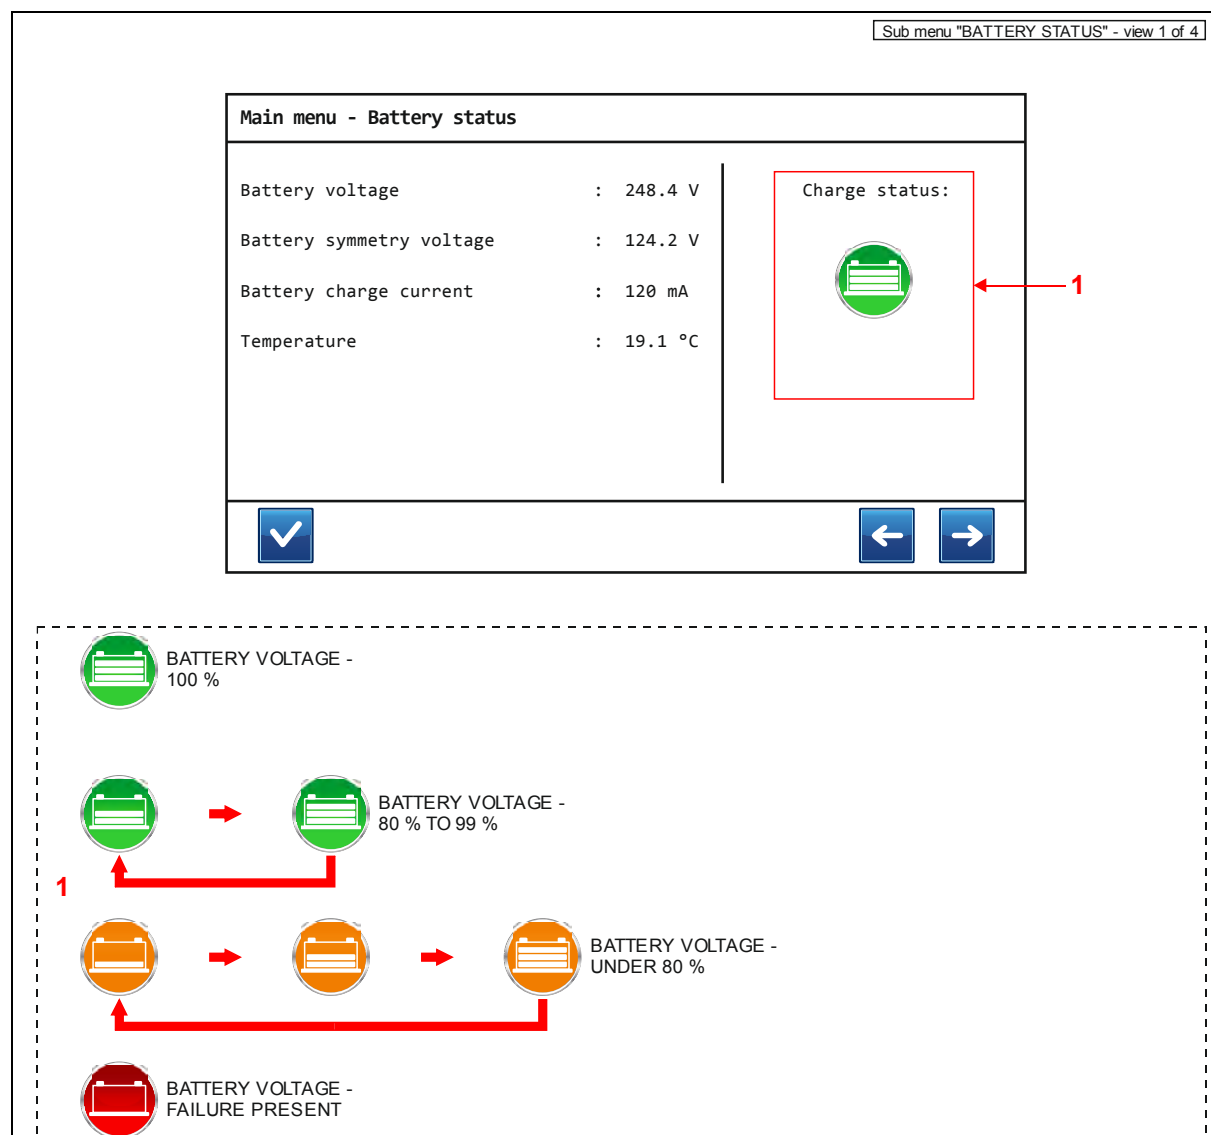 Sub menu "BATTERY STATUS" - view 1 of 4
Main menu - Battery status
Battery voltage : 248.4 V
Battery symmetry voltage : 124.2 V
Battery charge current : 120 mA
Temperature : 19.1 °C
Charge status:
1
BATTERY VOLTAGE -
100 %
BATTERY VOLTAGE -
80 % TO 99 %
1
BATTERY VOLTAGE -
UNDER 80 %
BATTERY VOLTAGE -
FAILURE PRESENT